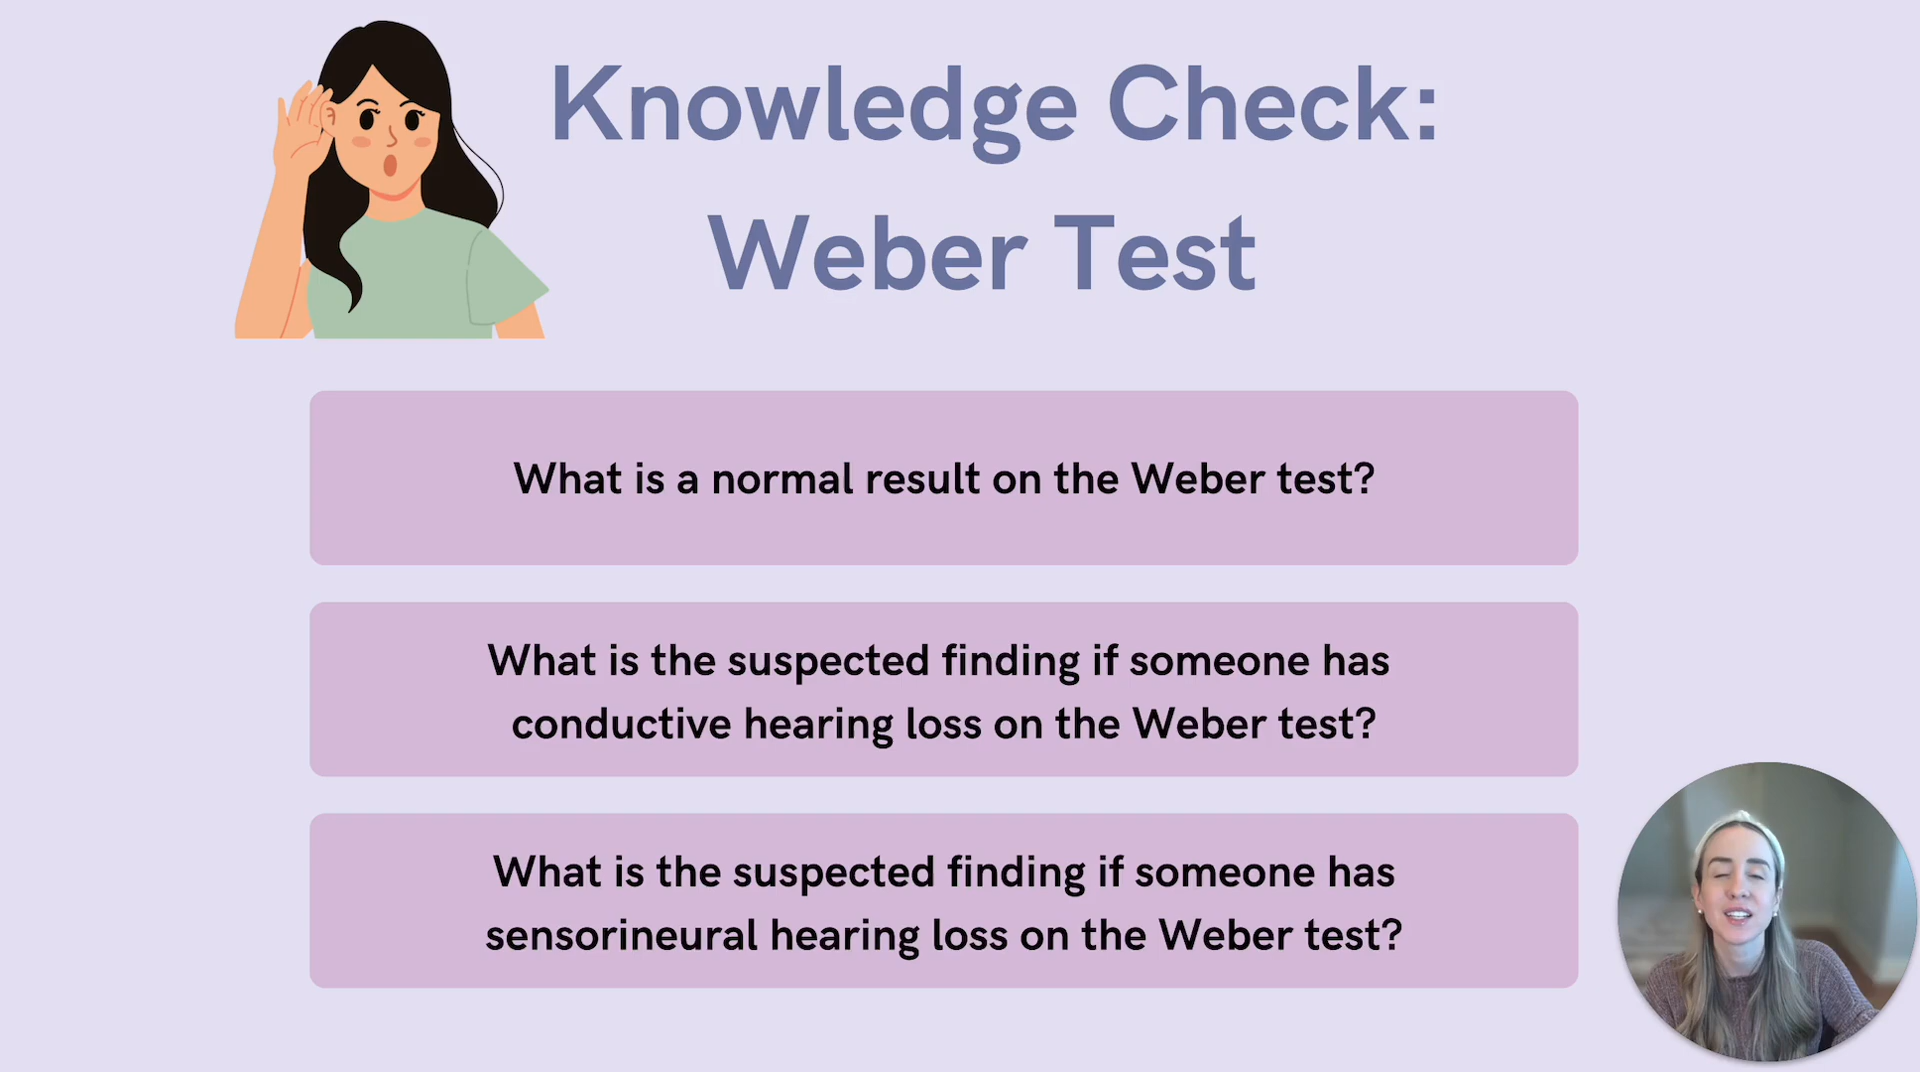 Knowledge Check:
Weber Test
What is a normal result on the Weber test?
What is the suspected finding if someone has
conductive hearing loss on the Weber test?
What is the suspected finding if someone has
sensorineural hearing loss on the Weber test?